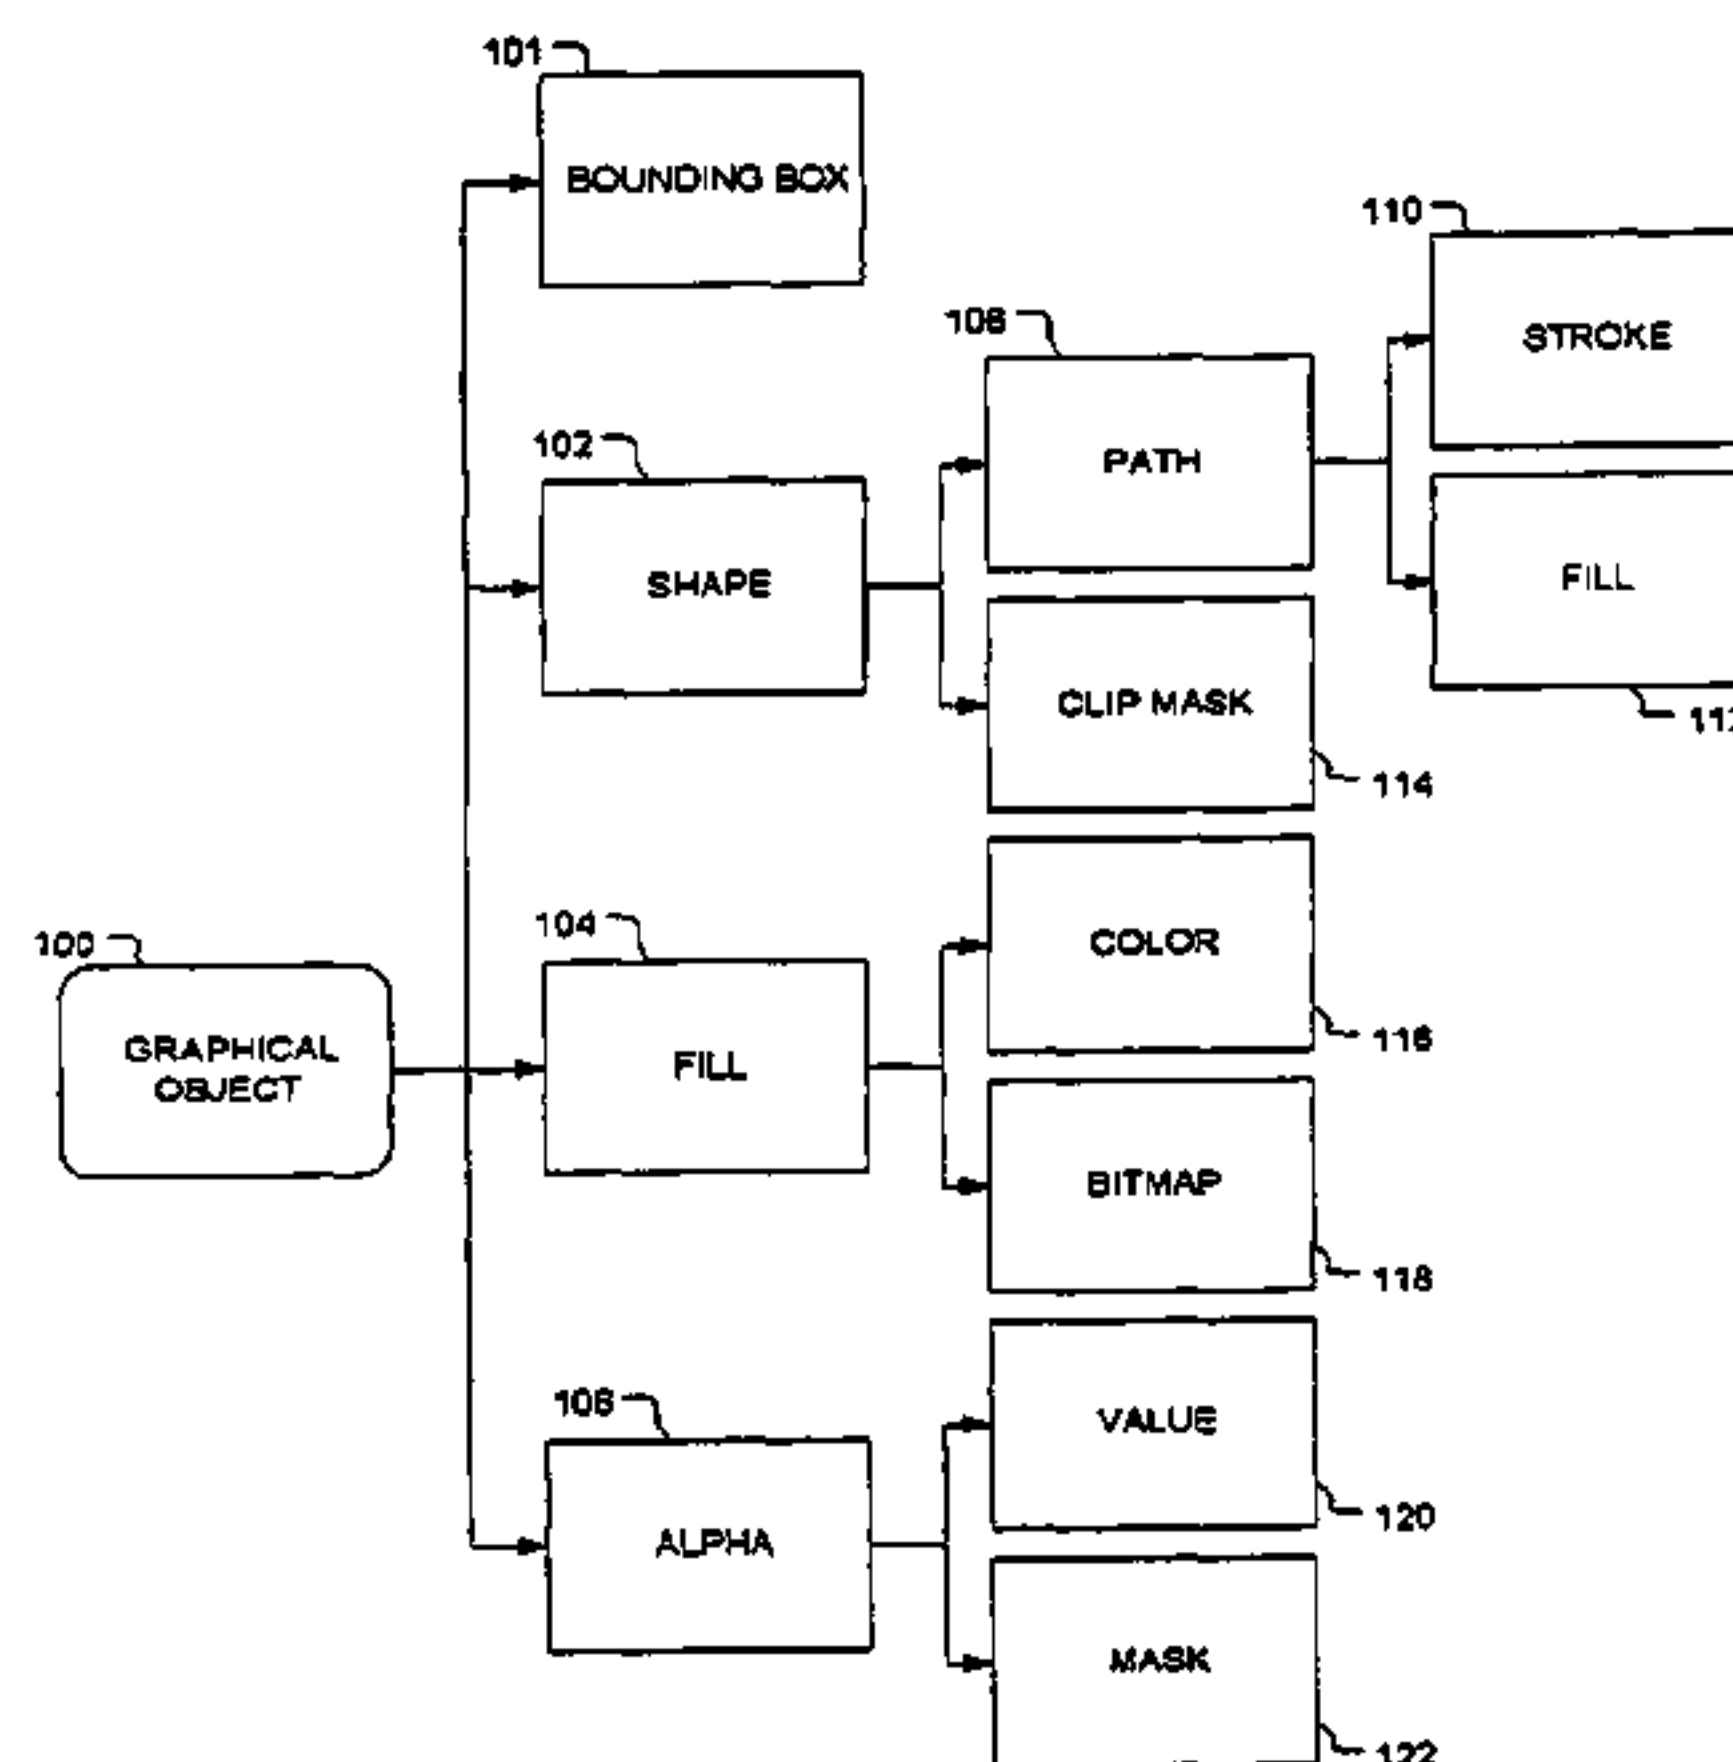 101
BOUNDING BOX
110
STROKE
108
PATH
102
SHAPE
FILL
CLIP MASK
114
COLOR
104
100
116
GRAPHICAL
OBJECT
FILL
BITMAP
118
VALUE
106
120
ALPHA
MASK
122